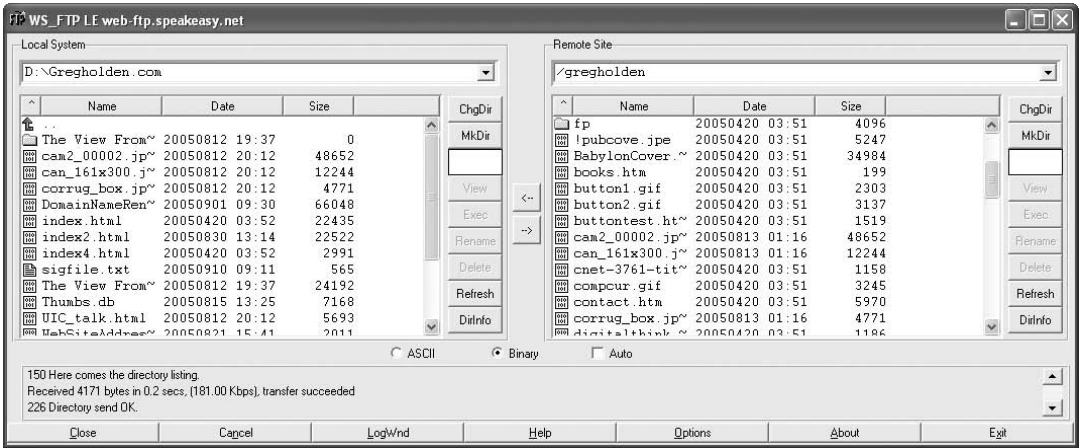 WS_FTP LE web-ftp.speakeasy.net
Local System
D:\Gregholden.com
^ Name Date Size
..
The View From~ 20050812 19:37 0
cam2_00002.jp~ 20050812 20:12 48652
can_161x300.j~ 20050812 20:12 12244
corrug_box.jp~ 20050812 20:12 4771
DomainNameRen~ 20050901 09:30 66048
index.html 20050420 03:52 22435
index2.html 20050830 13:14 22522
index4.html 20050420 03:52 2991
sigfile.txt 20050910 09:11 565
The View From~ 20050812 19:37 24192
Thumbs.db 20050815 13:25 7168
UIC_talk.html 20050812 20:12 5693
WebSiteAddres~ 20050821 15:41 2011
ChgDir
MkDir
View
Exec
Rename
Delete
Refresh
DirInfo
<--
-->
Remote Site
/gregholden
^ Name Date Size
fp 20050420 03:51 4096
!pubcove.jpe 20050420 03:51 5247
BabylonCover.~ 20050420 03:51 34984
books.htm 20050420 03:51 199
button1.gif 20050420 03:51 2303
button2.gif 20050420 03:51 3137
buttontest.ht~ 20050420 03:51 1519
cam2_00002.jp~ 20050813 01:16 48652
can_161x300.j~ 20050813 01:16 12244
cnet-3761-tit~ 20050420 03:51 1158
compcur.gif 20050420 03:51 3245
contact.htm 20050420 03:51 5970
corrug_box.jp~ 20050813 01:16 4771
digitalthink_~ 20050420 03:51 1186
ChgDir
MkDir
View
Exec
Rename
Delete
Refresh
DirInfo
ASCII Binary Auto
150 Here comes the directory listing.
Received 4171 bytes in 0.2 secs, (181.00 Kbps), transfer succeeded
226 Directory send OK.
Close Cancel LogWnd Help Options About Exit